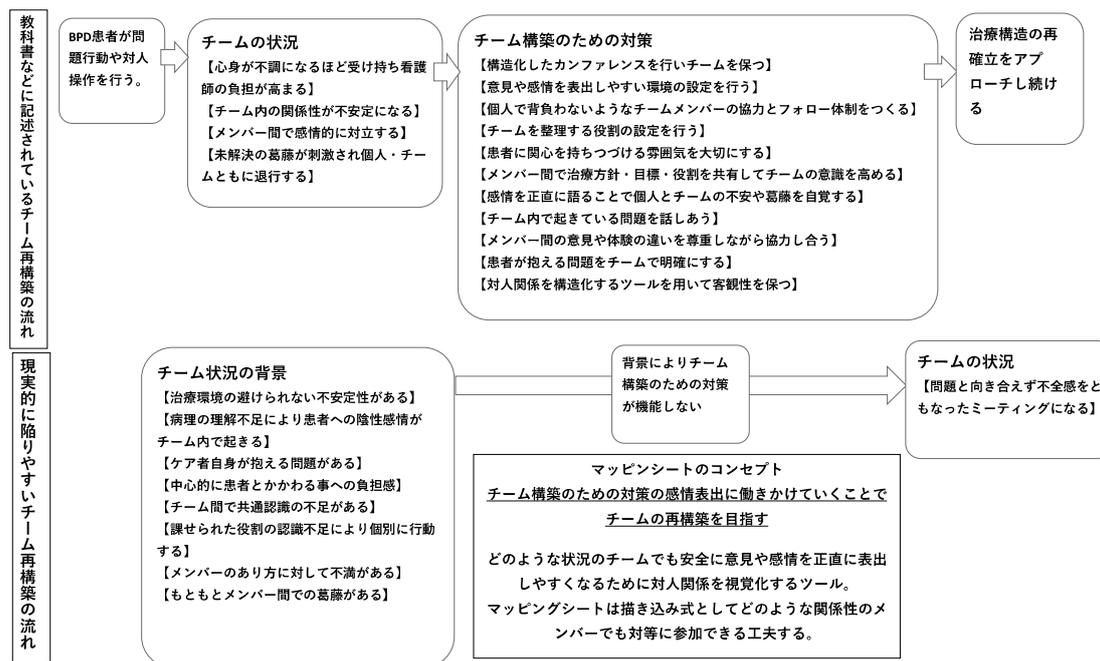 教科書などに記述されているチーム再構築の流れ
BPD患者が問
題行動や対人
操作を行う。
チームの状況
【心身が不調になるほど受け持ち看護
師の負担が高まる】
【チーム内の関係性が不安定になる】
【メンバー間で感情的に対立する】
【未解決の葛藤が刺激され個人・チー
ムともに退行する】
チーム構築のための対策
【構造化したカンファレンスを行いチームを保つ】
【意見や感情を表出しやすい環境の設定を行う】
【個人で背負わないようなチームメンバーの協力とフォロー体制をつくる】
【チームを整理する役割の設定を行う】
【患者に関心を持ちつづける雰囲気を大切にする】
【メンバー間で治療方針・目標・役割を共有してチームの意識を高める】
【感情を正直に語ることで個人とチームの不安や葛藤を自覚する】
【チーム内で起きている問題を話しあう】
【メンバー間の意見や体験の違いを尊重しながら協力し合う】
【患者が抱える問題をチームで明確にする】
【対人関係を構造化するツールを用いて客観性を保つ】
治療構造の再
確立をアプ
ローチし続け
る
現実的に陥りやすいチーム再構築の流れ
チーム状況の背景
【治療環境の避けられない不安定性がある】
【病理の理解不足により患者への陰性感情が
チーム内で起きる】
【ケア者自身が抱える問題がある】
【中心的に患者とかかわる事への負担感】
【チーム間で共通認識の不足がある】
【課せられた役割の認識不足により個別に行動
する】
【メンバーのあり方に対して不満がある】
【もともとメンバー間での葛藤がある】
背景によりチーム
構築のための対策
が機能しない
チームの状況
【問題と向き合えず不全感をと
もなったミーティングになる】
マッピンシートのコンセプト
チーム構築のための対策の感情表出に働きかけていくことで
チームの再構築を目指す
どのような状況のチームでも安全に意見や感情を正直に表出
しやすくなるために対人関係を視覚化するツール。
マッピングシートは描き込み式としてどのような関係性のメ
ンバーでも対等に参加できる工夫する。